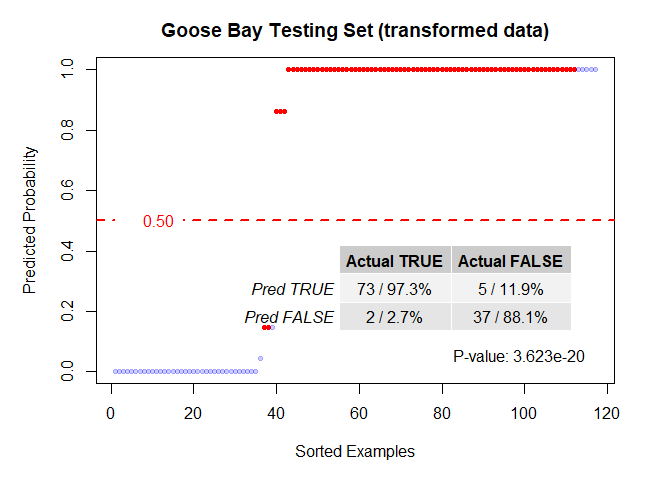 Goose Bay Testing Set (transformed data)
Predicted Probability
1.0
0.8
0.6
0.4
0.2
0.0
0.50
Actual TRUE Actual FALSE
Pred TRUE 73 / 97.3% 5 / 11.9%
Pred FALSE 2 / 2.7% 37 / 88.1%
P-value: 3.623e-20
0 20 40 60 80 100 120
Sorted Examples